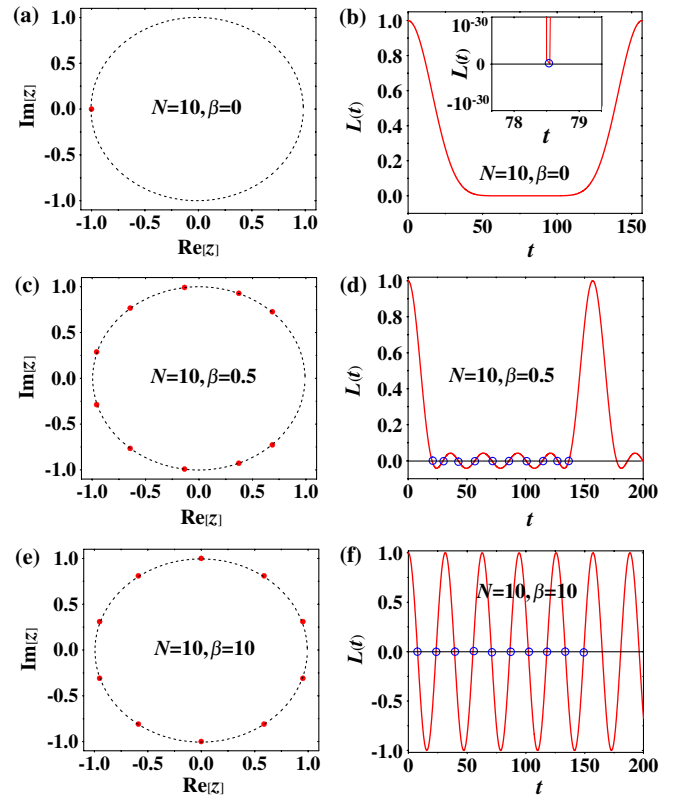 (a)
1.0
0.5
0.0
-0.5
-1.0
Im[z]
N=10, β=0
-1.0 -0.5 0.0 0.5 1.0
Re[z]
(b)
1.0
0.8
0.6
0.4
0.2
0.0
L(t)
10-30
0
-10-30
L(t)
78 79
t
N=10, β=0
0 50 100 150
t
(c)
1.0
0.5
0.0
-0.5
-1.0
Im[z]
N=10, β=0.5
-1.0 -0.5 0.0 0.5 1.0
Re[z]
(d)
1.0
0.8
0.6
0.4
0.2
0.0
L(t)
N=10, β=0.5
0 50 100 150 200
t
(e)
1.0
0.5
0.0
-0.5
-1.0
Im[z]
N=10, β=10
-1.0 -0.5 0.0 0.5 1.0
Re[z]
(f)
1.0
0.5
0.0
-0.5
-1.0
L(t)
N=10, β=10
0 50 100 150 200
t